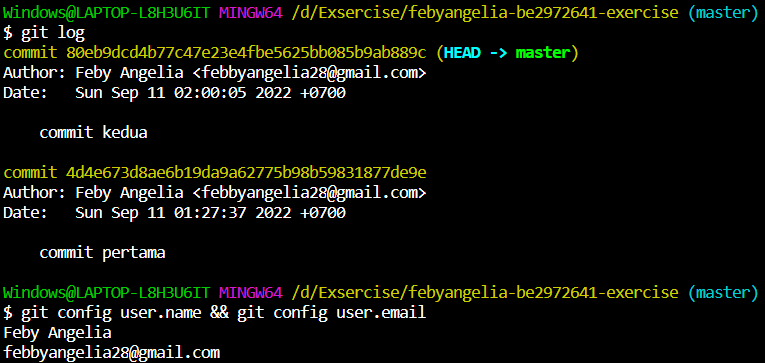 Windows@LAPTOP-L8H3U6IT MINGW64 /d/Exsercise/febyangelia-be2972641-exercise (master)
$ git log
commit 80eb9dcd4b77c47e23e4fbe5625bb085b9ab889c (HEAD -> master)
Author: Feby Angelia <febbyangelia28@gmail.com>
Date:   Sun Sep 11 02:00:05 2022 +0700
    commit kedua
commit 4d4e673d8ae6b19da9a62775b98b59831877de9e
Author: Feby Angelia <febbyangelia28@gmail.com>
Date:   Sun Sep 11 01:27:37 2022 +0700
    commit pertama
Windows@LAPTOP-L8H3U6IT MINGW64 /d/Exsercise/febyangelia-be2972641-exercise (master)
$ git config user.name && git config user.email
Feby Angelia
febbyangelia28@gmail.com